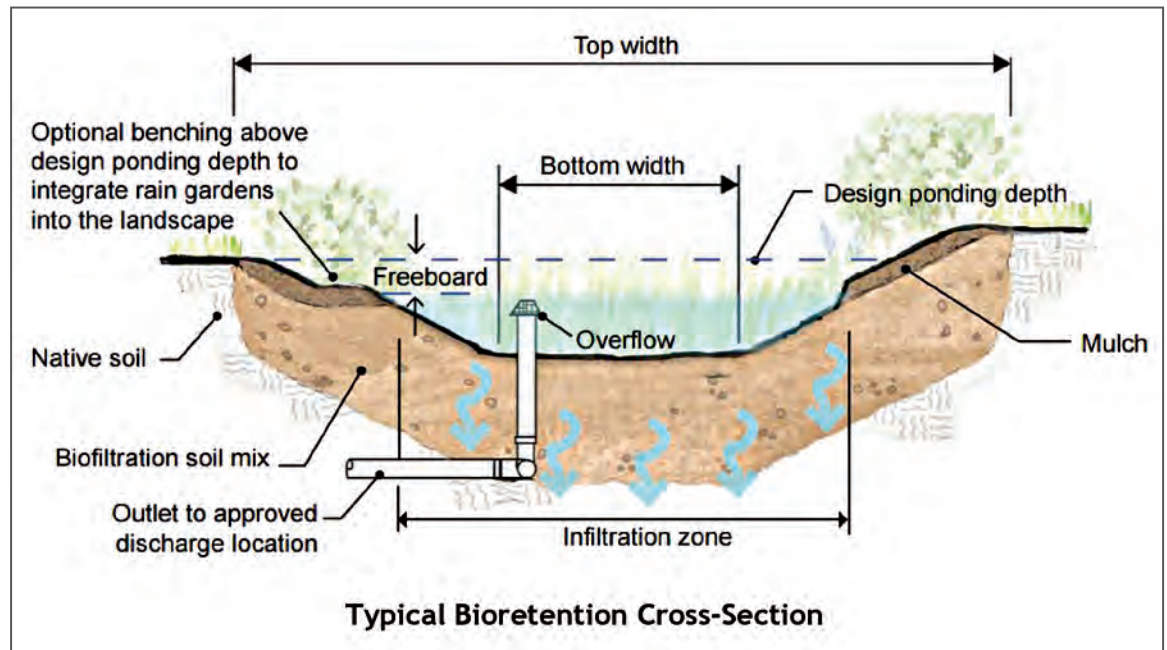 Top width
Optional benching above
design ponding depth to
integrate rain gardens
into the landscape
Bottom width
Design ponding depth
Freeboard
Overflow
Native soil
Mulch
Biofiltration soil mix
Outlet to approved
discharge location
Infiltration zone
Typical Bioretention Cross-Section